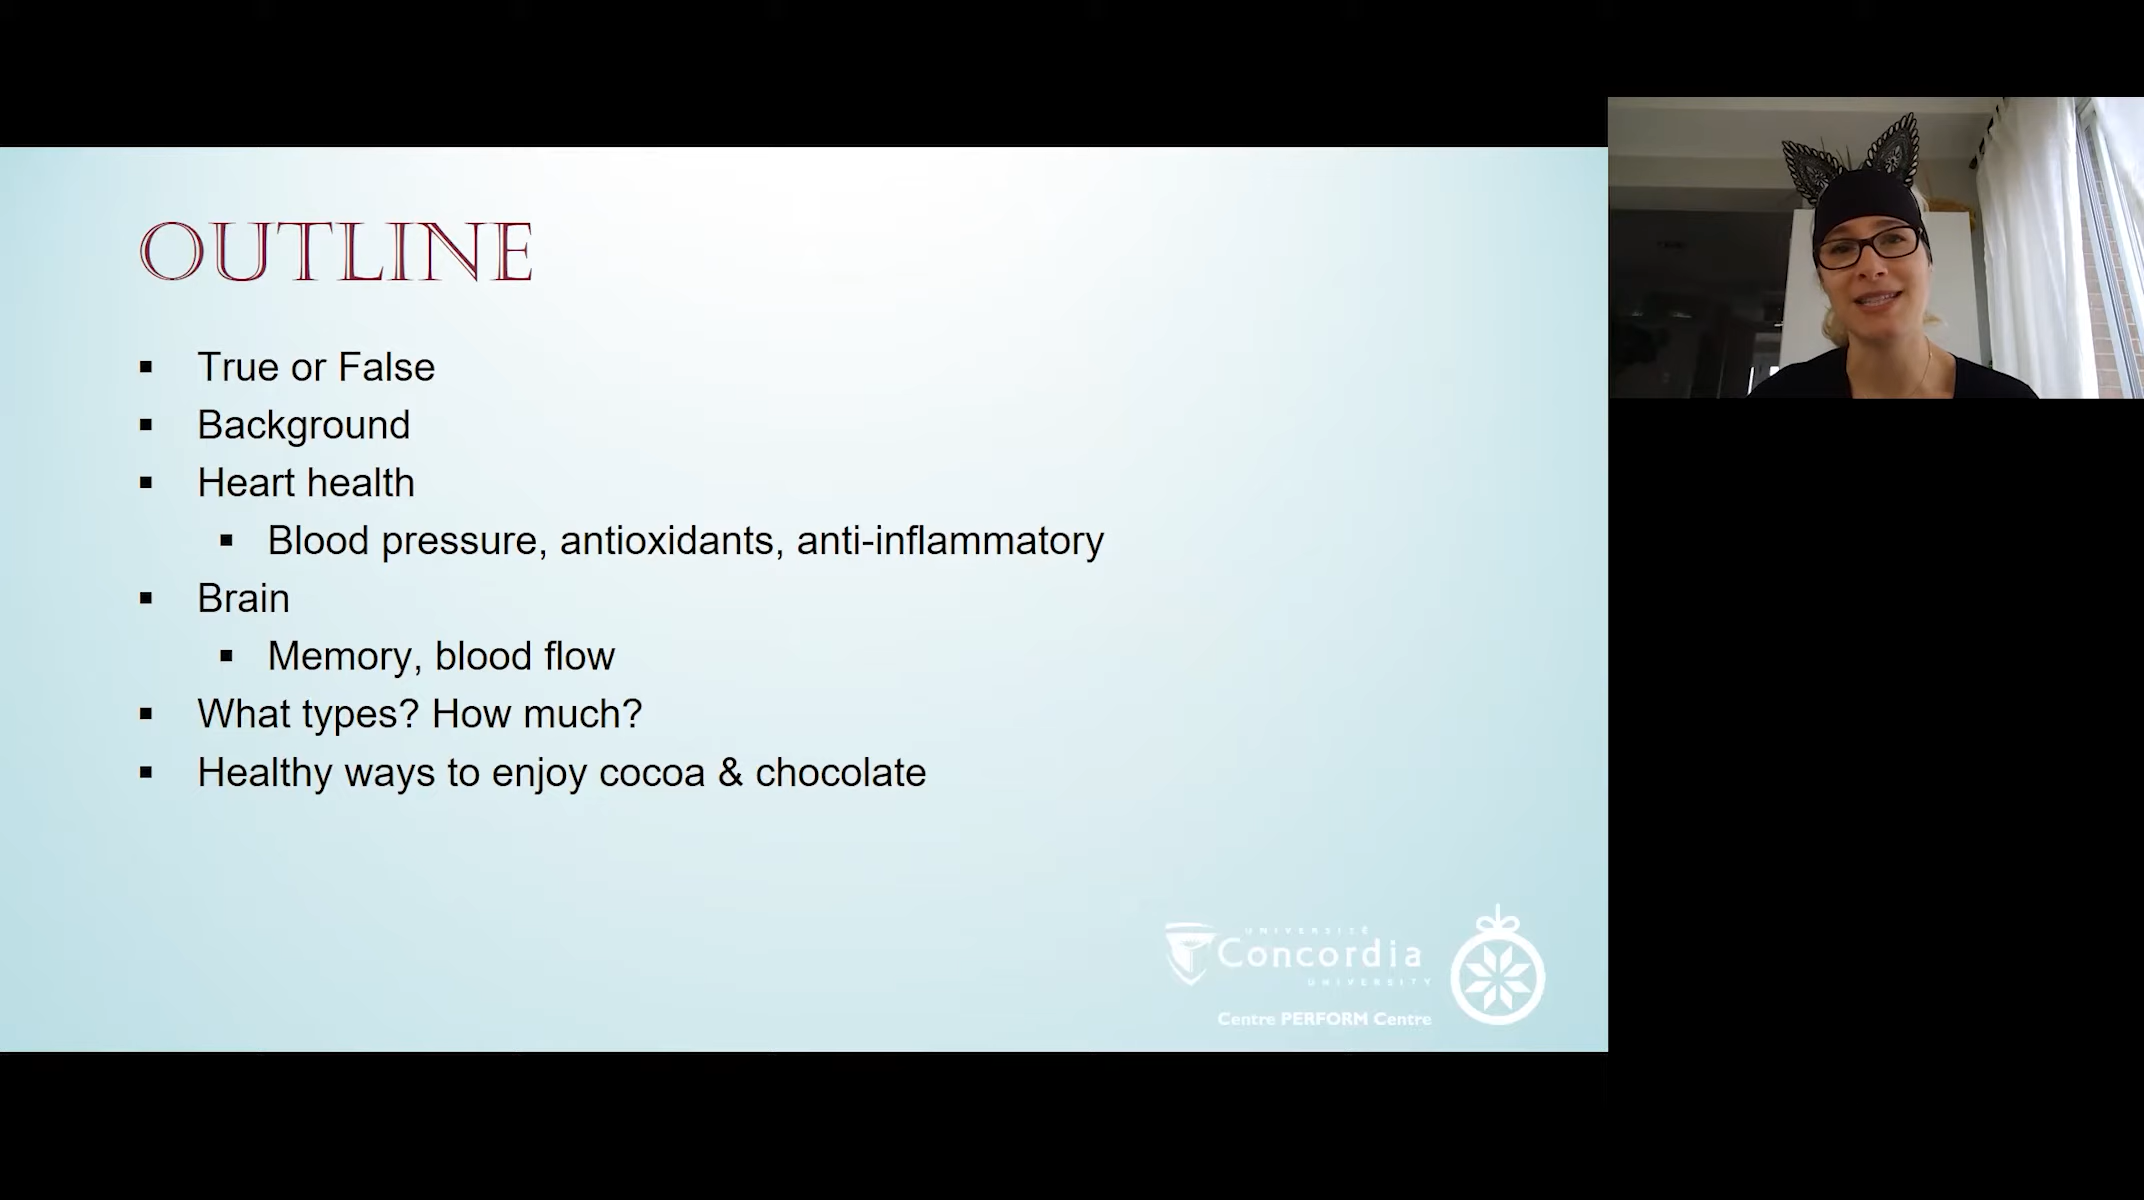 OUTLINE
▪ True or False
▪ Background
▪ Heart health
▪ Blood pressure, antioxidants, anti-inflammatory
▪ Brain
▪ Memory, blood flow
▪ What types? How much?
▪ Healthy ways to enjoy cocoa & chocolate
UNIVERSITÉ
Concordia
UNIVERSITY
Centre PERFORM Centre